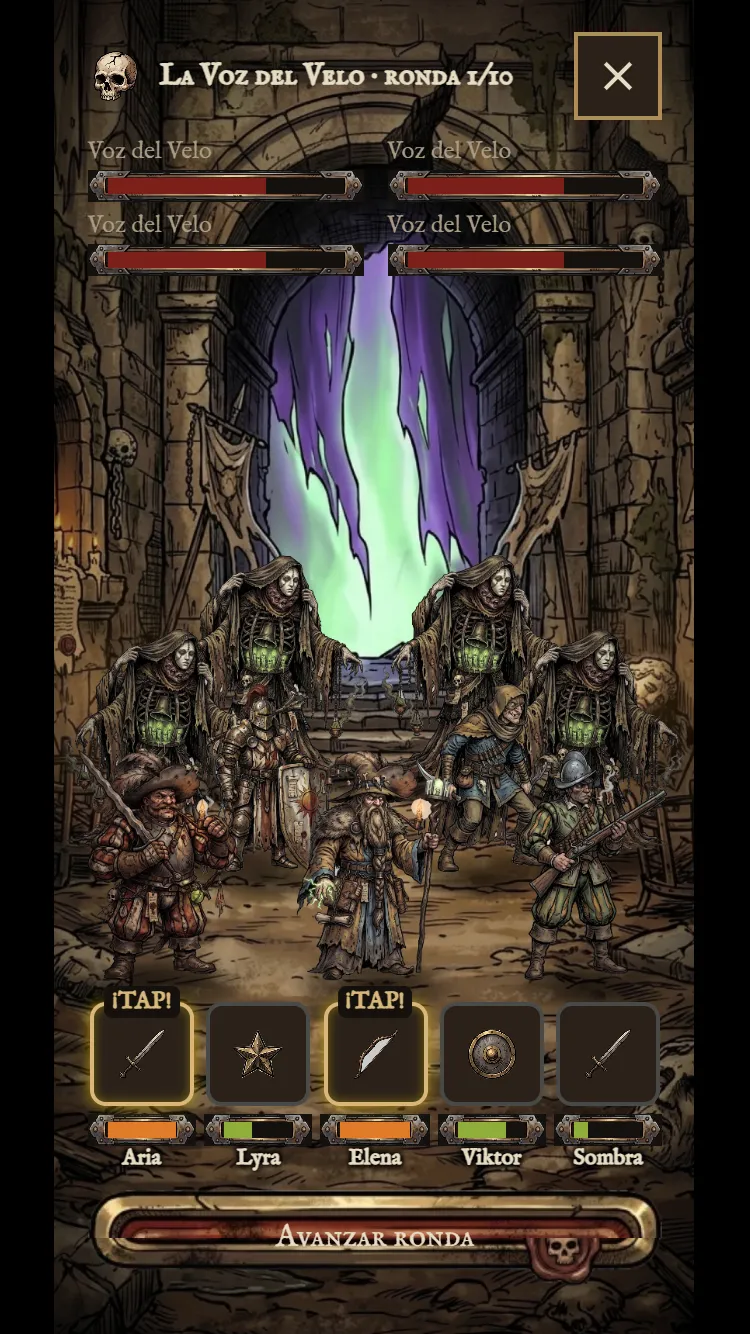 La Voz del Velo • ronda 1/10
Voz del Velo
Voz del Velo
Voz del Velo
Voz del Velo
¡TAP!
¡TAP!
Aria
Lyra
Elena
Viktor
Sombra
Avanzar ronda